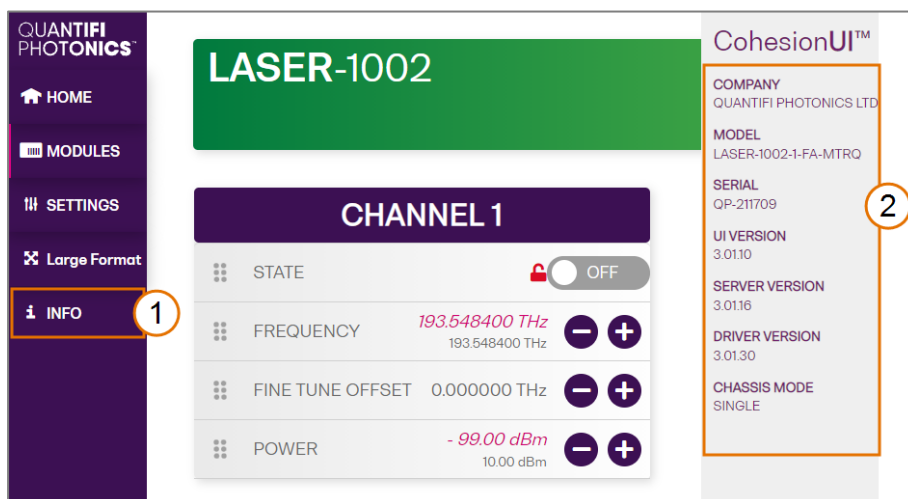 QUANTIFI
PHOTONICS™
HOME
MODULES
SETTINGS
Large Format
INFO
1
LASER-1002
CHANNEL 1
STATE
OFF
FREQUENCY
193.548400 THz
193.548400 THz
FINE TUNE OFFSET
0.000000 THz
POWER
- 99.00 dBm
10.00 dBm
CohesionUI™
COMPANY
QUANTIFI PHOTONICS LTD
MODEL
LASER-1002-1-FA-MTRQ
SERIAL
QP-211709
2
UI VERSION
3.01.10
SERVER VERSION
3.01.16
DRIVER VERSION
3.01.30
CHASSIS MODE
SINGLE